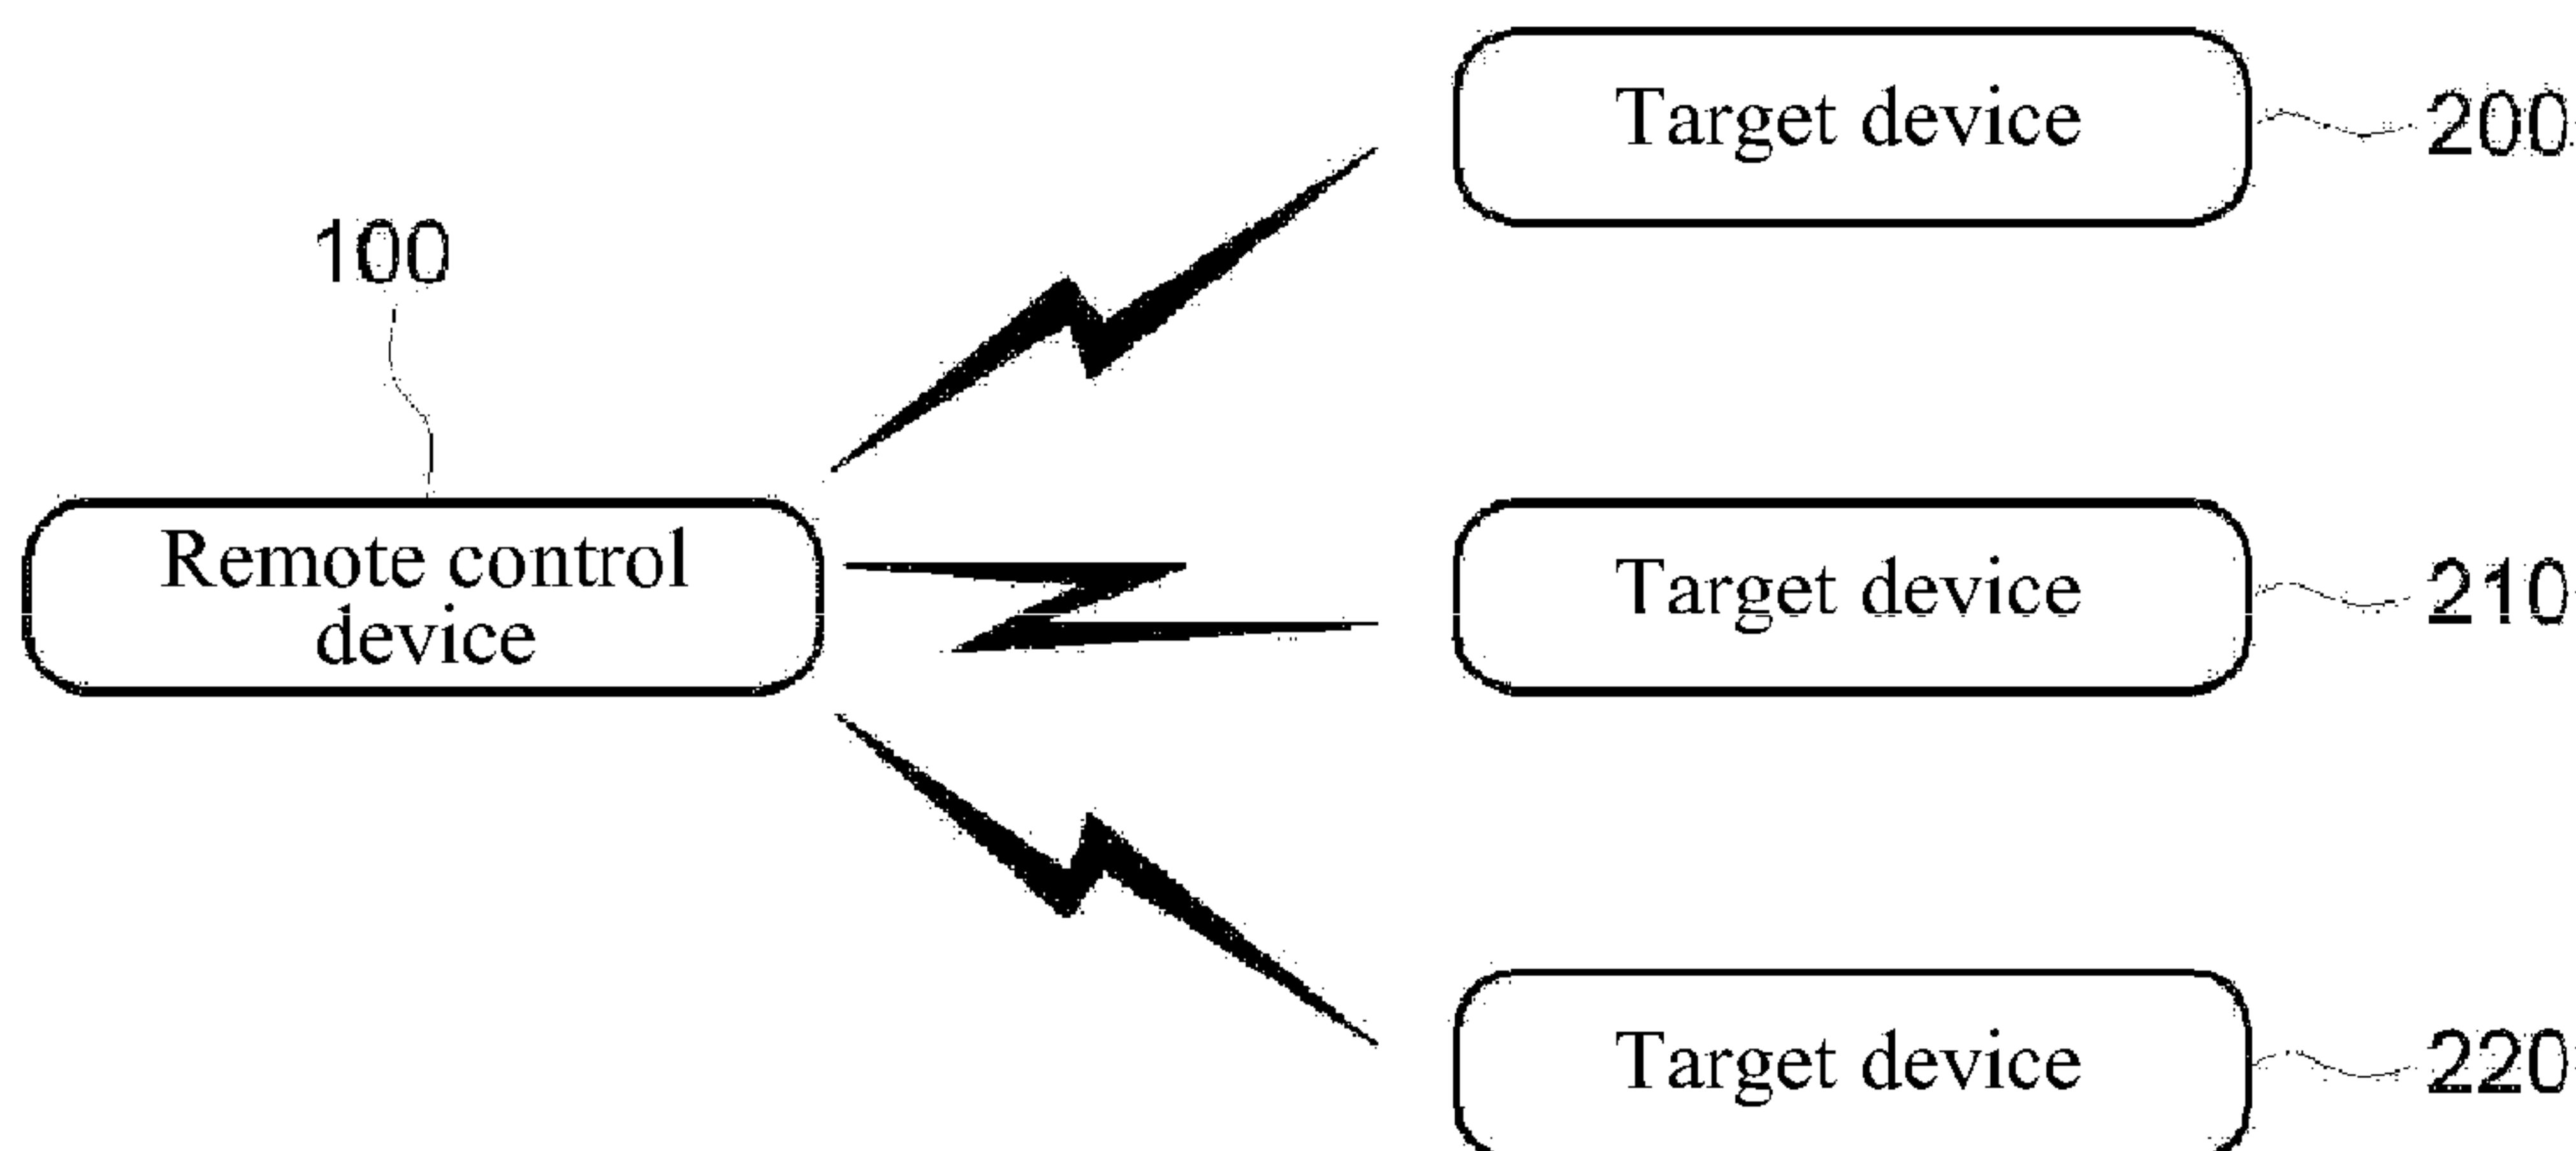 Target device
200
100
Remote control
device
Target device
210
Target device
220